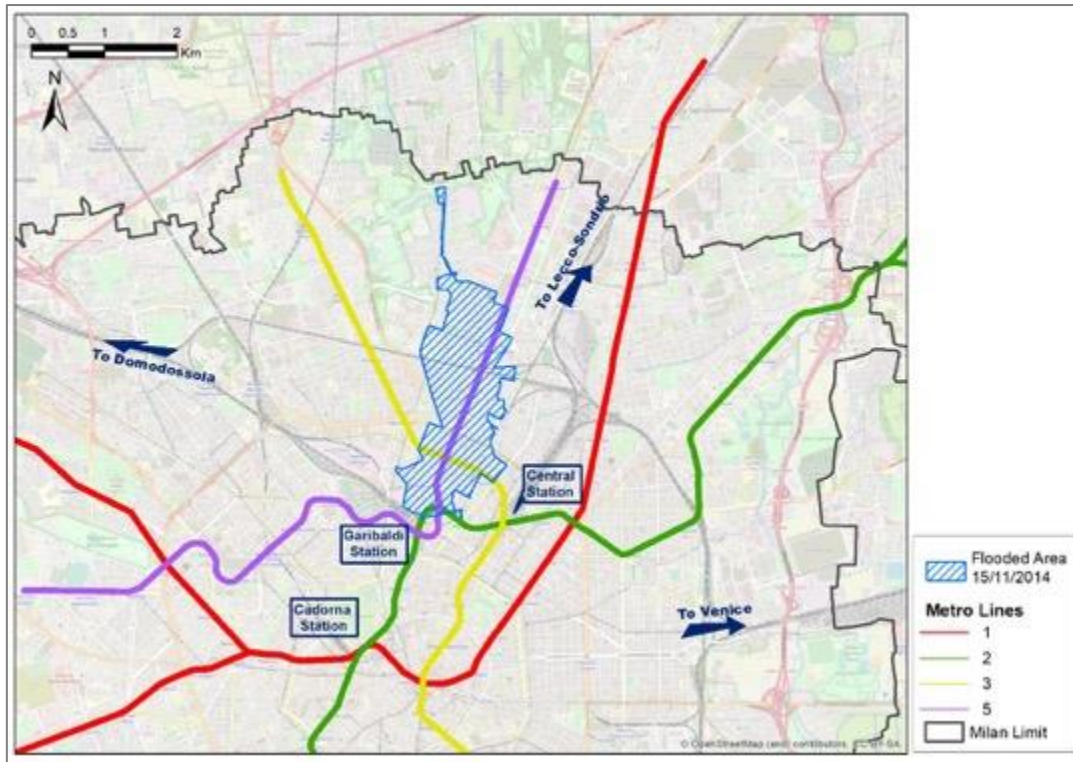 0 0.5 1 2
Km
N
To Lecco-Sondrio
To Domodossola
Central
Station
Garibaldi
Station
Cadorna
Station
To Venice
© OpenStreetMap (and) contributors, CC-BY-SA
Flooded Area
15/11/2014
Metro Lines
1
2
3
5
Milan Limit